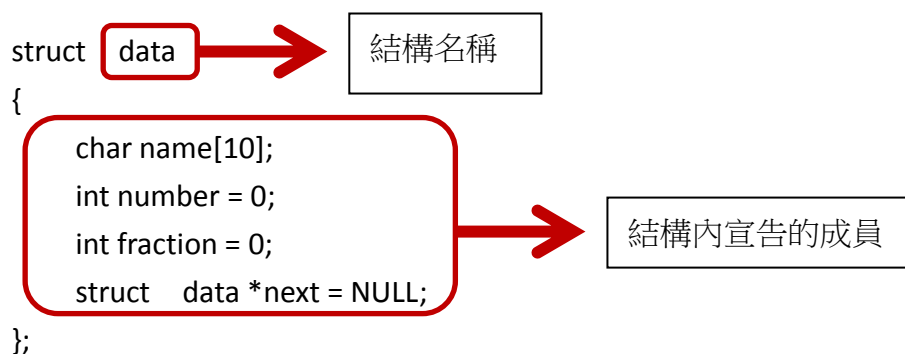 struct data 結構名稱
{
char name[10];
int number = 0;
int fraction = 0;
結構內宣告的成員
struct data *next = NULL;
};